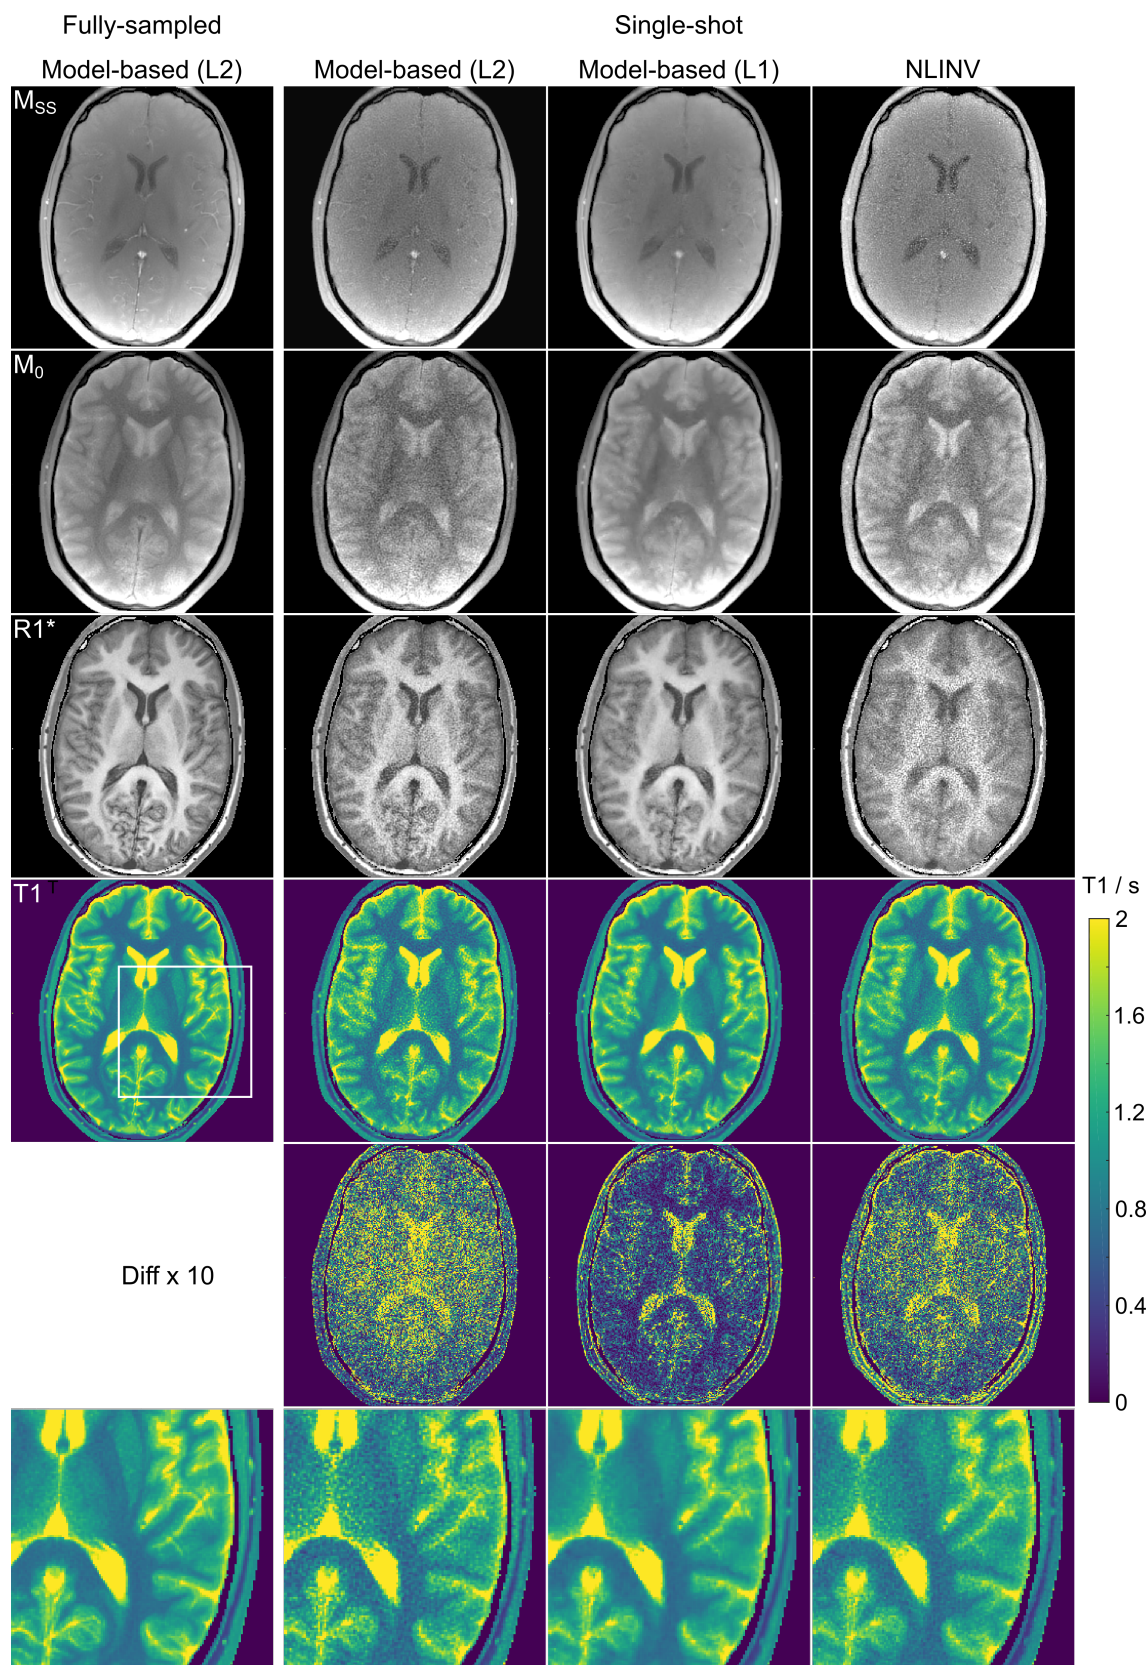 Fully-sampled Single-shot
Model-based (L2) Model-based (L2) Model-based (L1) NLINV
MSS
M0
R1*
T1 T
T1 / s
2
1.6
1.2
0.8
0.4
0
Diff x 10